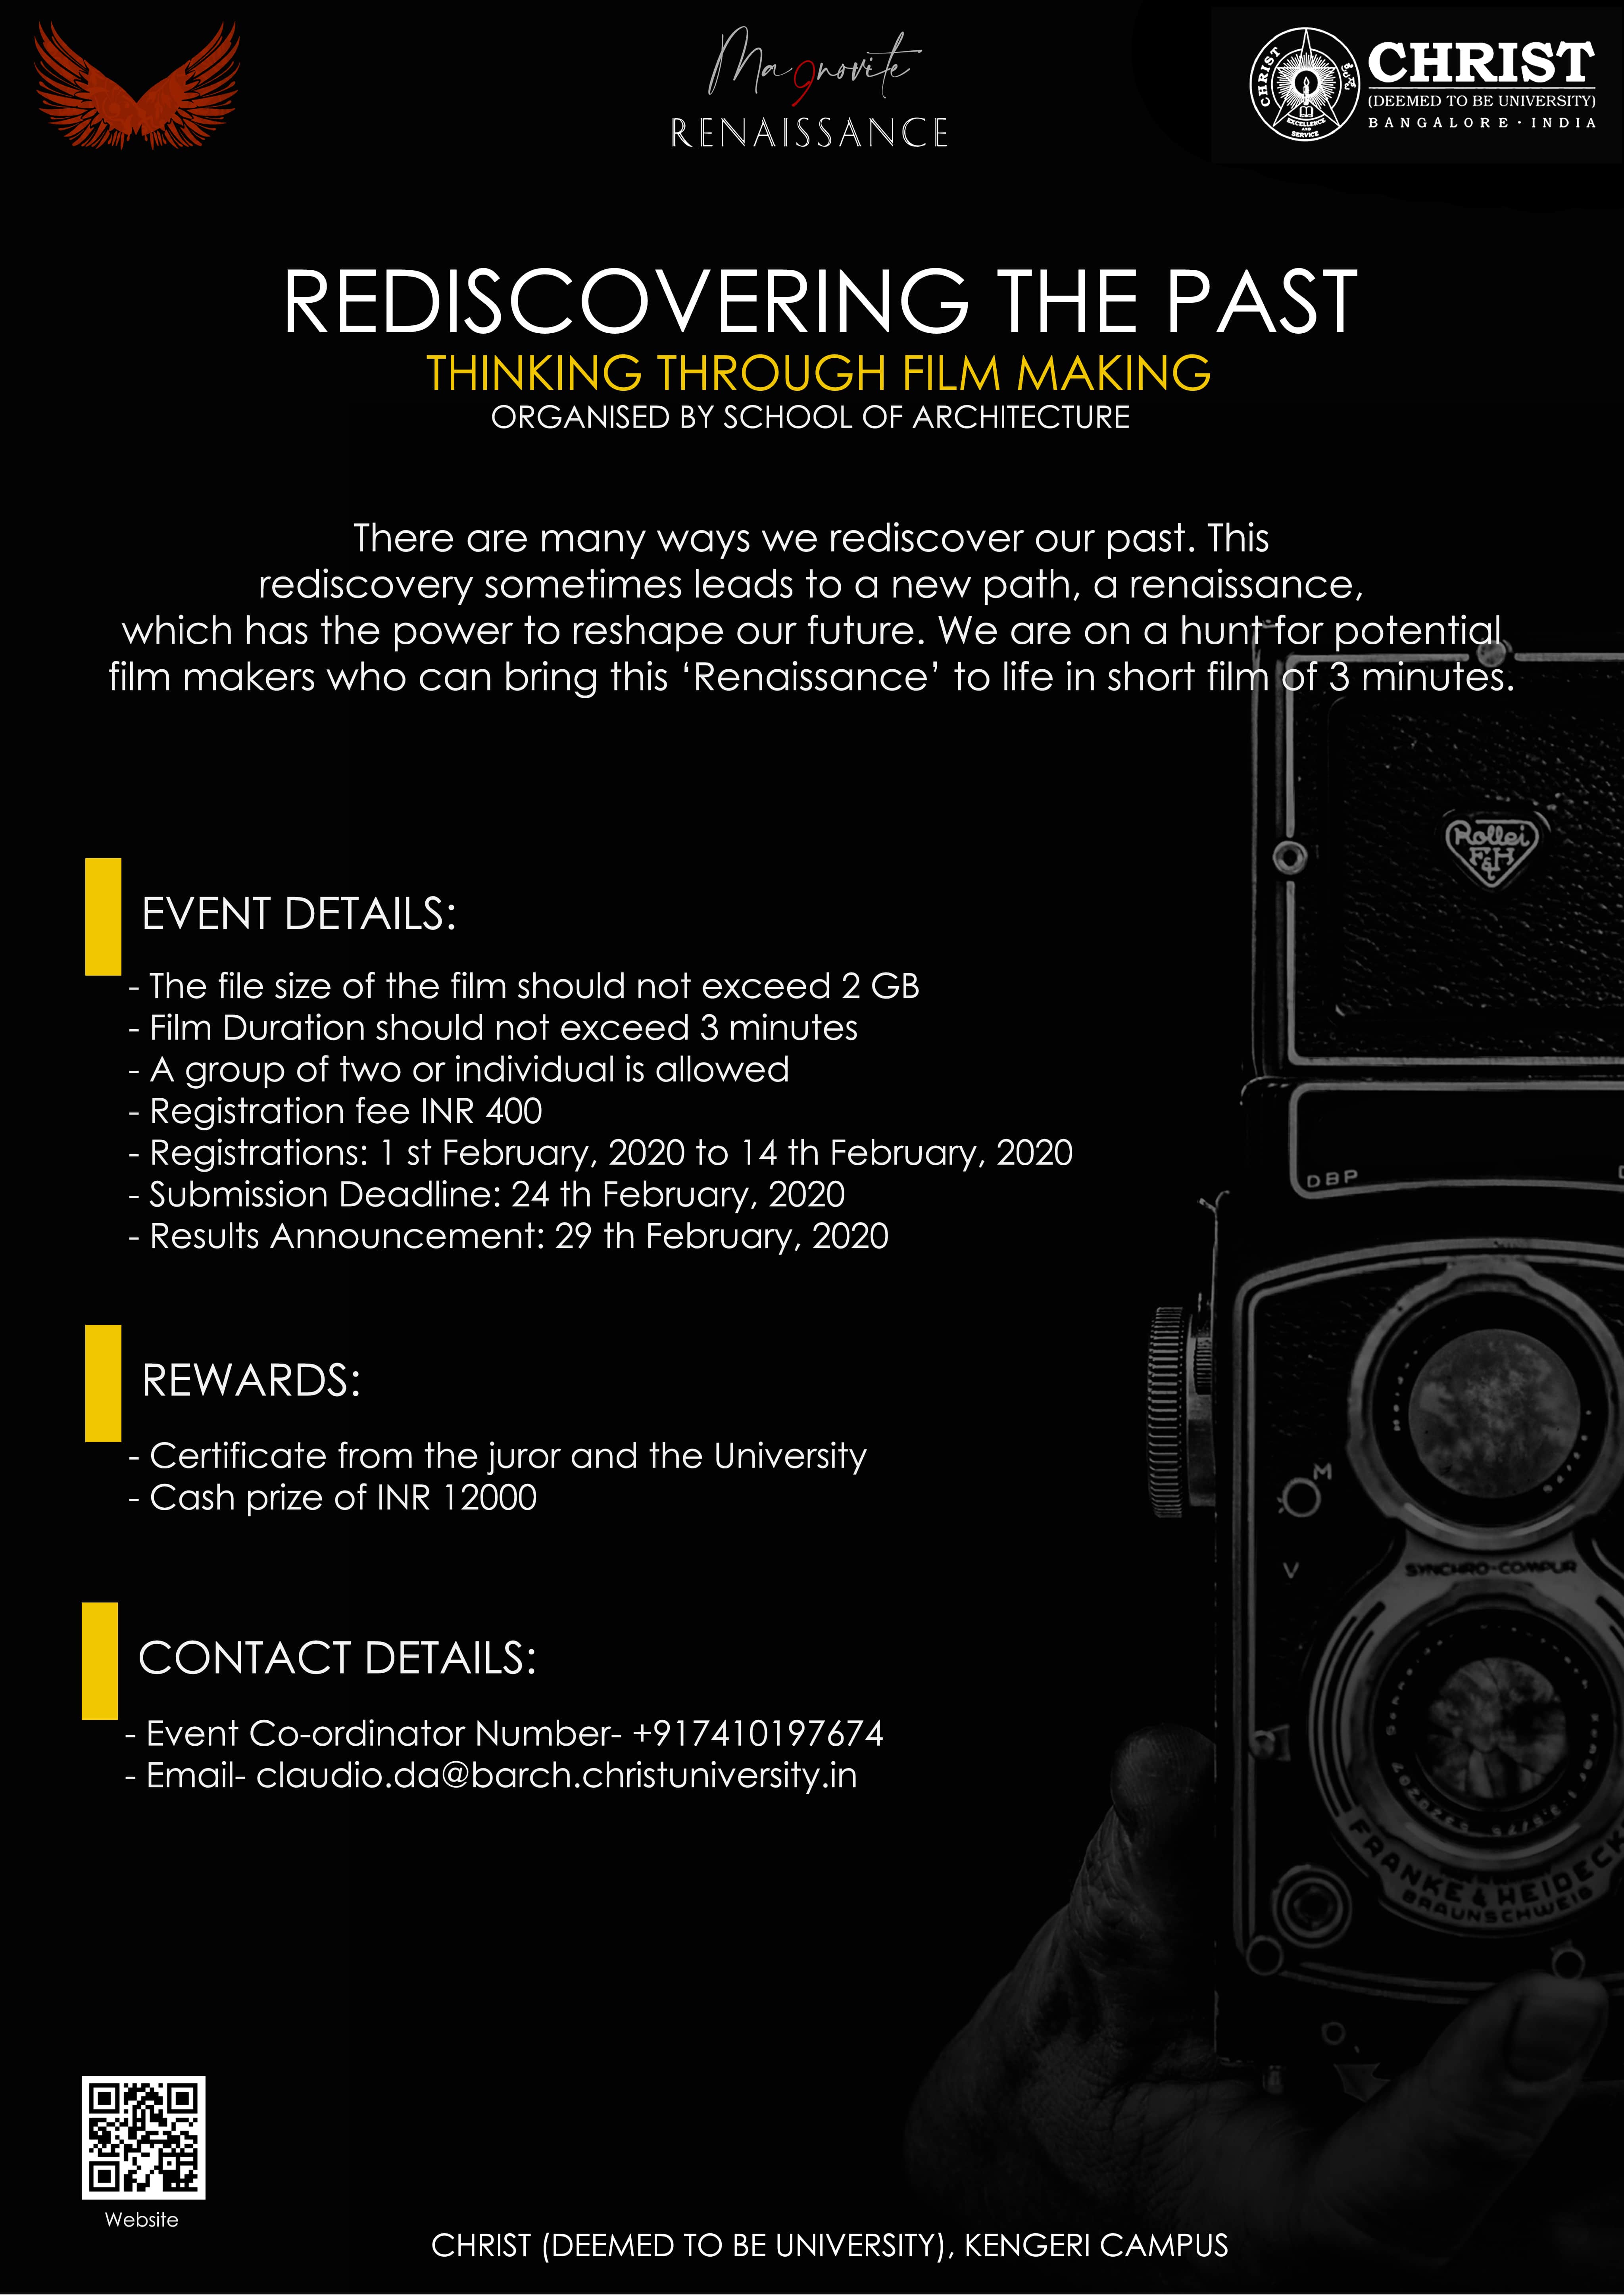 Magnovite
RENAISSANCE
CHRIST
EXCELLENCE
AND
SERVICE
CHRIST
(DEEMED TO BE UNIVERSITY)
BANGALORE · INDIA
REDISCOVERING THE PAST
THINKING THROUGH FILM MAKING
ORGANISED BY SCHOOL OF ARCHITECTURE
There are many ways we rediscover our past. This
rediscovery sometimes leads to a new path, a renaissance,
which has the power to reshape our future. We are on a hunt for potential
film makers who can bring this ‘Renaissance’ to life in short film of 3 minutes.
Rollei
F&H
EVENT DETAILS:
- The file size of the film should not exceed 2 GB
- Film Duration should not exceed 3 minutes
- A group of two or individual is allowed
- Registration fee INR 400
- Registrations: 1 st February, 2020 to 14 th February, 2020
- Submission Deadline: 24 th February, 2020
- Results Announcement: 29 th February, 2020
DBP
REWARDS:
- Certificate from the juror and the University
- Cash prize of INR 12000
M
V
SYNCHRO-COMPUR
CONTACT DETAILS:
- Event Co-ordinator Number- +917410197674
- Email- claudio.da@barch.christuniversity.in
FRANKE & HEIDECK
BRAUNSCHWEIG
Website
CHRIST (DEEMED TO BE UNIVERSITY), KENGERI CAMPUS